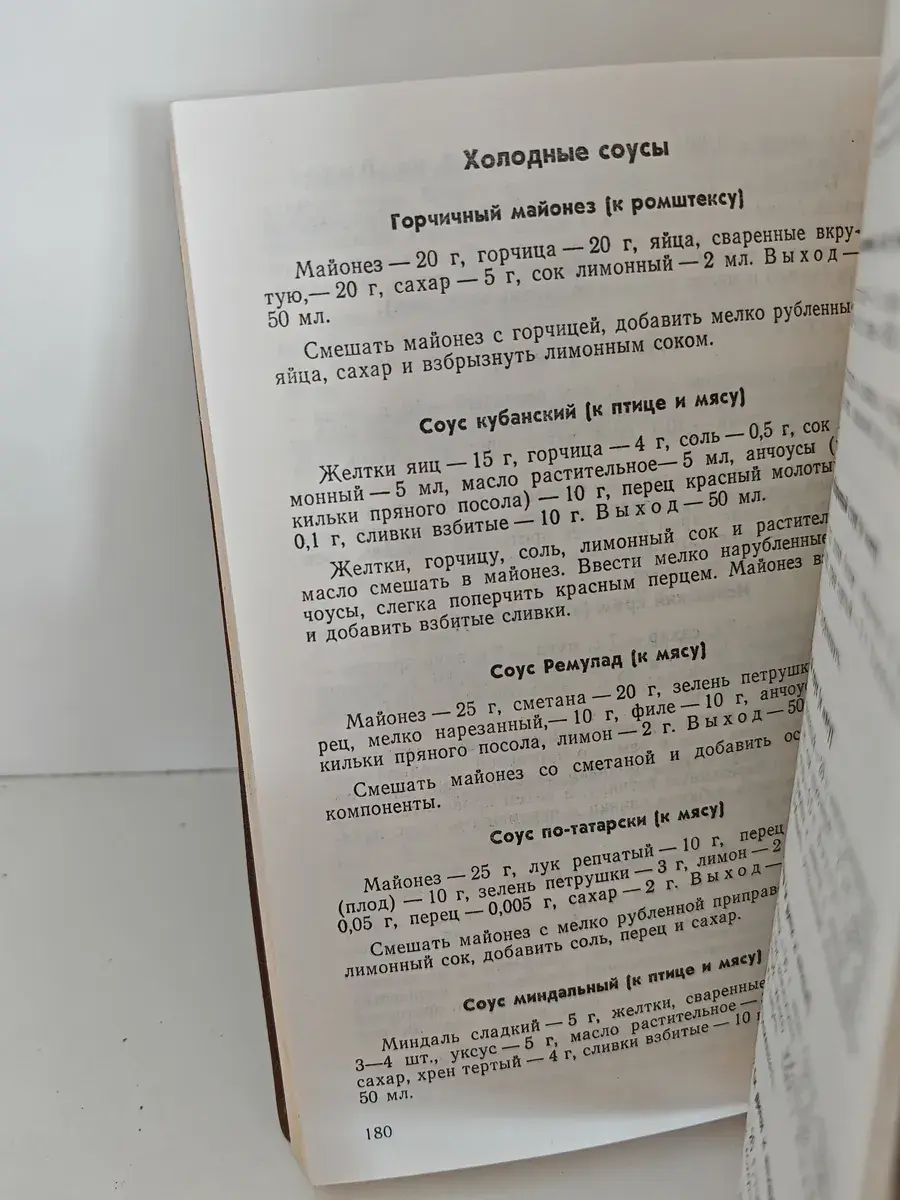 Холодные соусы
Горчичный майонез (к ромштексу)
Майонез — 20 г, горчица — 20 г, яйца, сваренные вкру-
тую,— 20 г, сахар — 5 г, сок лимонный — 2 мл. Выход —
50 мл.
Смешать майонез с горчицей, добавить мелко рубленны
яйца, сахар и взбрызнуть лимонным соком.
Соус кубанский (к птице и мясу)
Желтки яиц — 15 г, горчица — 4 г, соль — 0,5 г, сок
монный — 5 мл, масло растительное— 5 мл, анчоусы (
кильки пряного посола) — 10 г, перец красный молоты
0,1 г, сливки взбитые — 10 г. Выход — 50 мл.
Желтки, горчицу, соль, лимонный сок и растител
масло смешать в майонез. Ввести мелко нарубленные
чоусы, слегка поперчить красным перцем. Майонез вз
и добавить взбитые сливки.
Соус Ремулад (к мясу)
Майонез — 25 г, сметана — 20 г, зелень петрушк
рец, мелко нарезанный,— 10 г, филе — 10 г, анчоу
кильки пряного посола, лимон — 2 г. Выход — 50
Смешать майонез со сметаной и добавить ос
компоненты.
Соус по-татарски (к мясу)
Майонез — 25 г, лук репчатый — 10 г, перец
(плод) — 10 г, зелень петрушки — 3 г, лимон — 2
0,05 г, перец — 0,005 г, сахар — 2 г. Выход —
Смешать майонез с мелко рубленной приправ
лимонный сок, добавить соль, перец и сахар.
Соус миндальный (к птице и мясу)
Миндаль сладкий — 5 г, желтки, сваренные
3—4 шт., уксус — 5 г, масло растительное —
сахар, хрен тертый — 4 г, сливки взбитые — 10 г
50 мл.
180